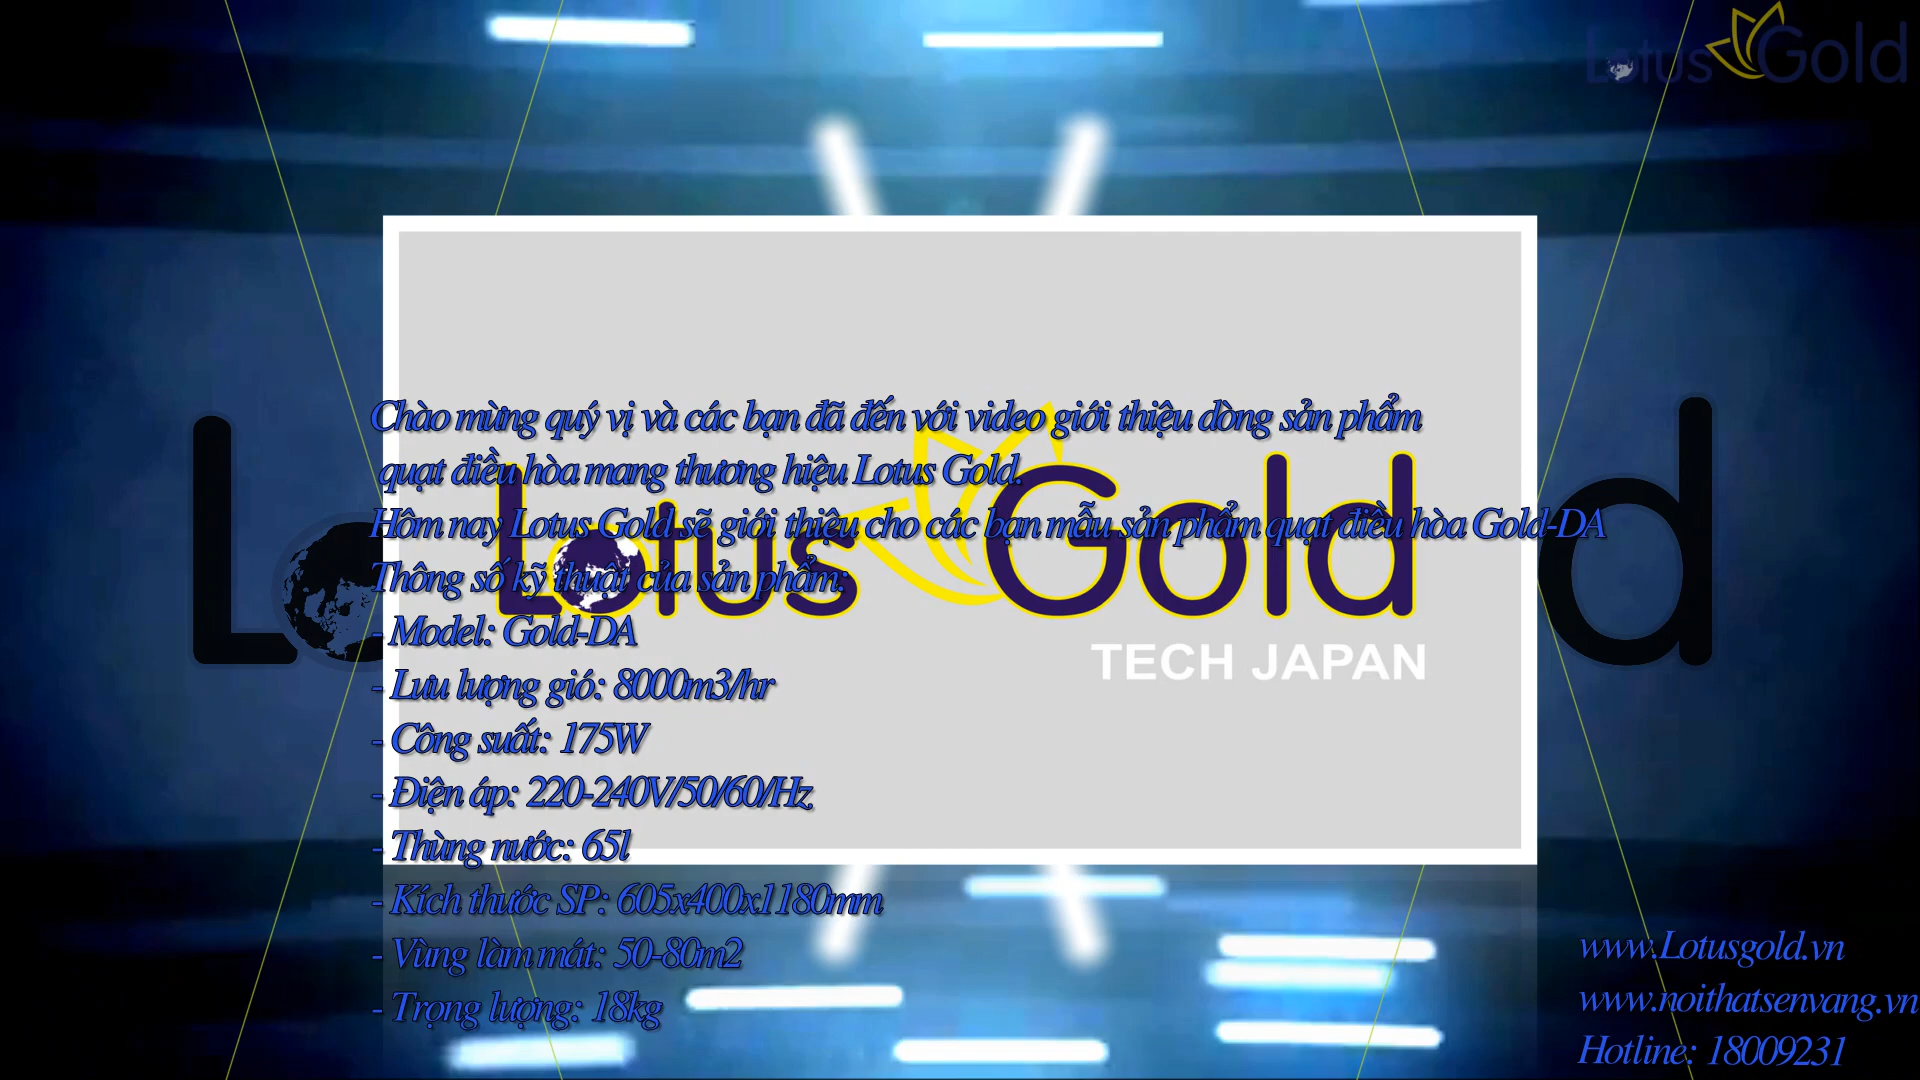 Lotus Gold
Chào mừng quý vị và các bạn đã đến với video giới thiệu dòng sản phẩm
quạt điều hòa mang thương hiệu Lotus Gold.
Hôm nay Lotus Gold sẽ giới thiệu cho các bạn mẫu sản phẩm quạt điều hòa Gold-DA
Thông số kỹ thuật của sản phẩm:
Lotus Gold
TECH JAPAN
- Model: Gold-DA
- Lưu lượng gió: 8000m3/hr
- Công suất: 175W
- Điện áp: 220-240V/50/60/Hz
- Thùng nước: 65l
- Kích thước SP: 605x400x1180mm
- Vùng làm mát: 50-80m2
- Trọng lượng: 18kg
www.Lotusgold.vn
www.noithatsenvang.vn
Hotline: 18009231